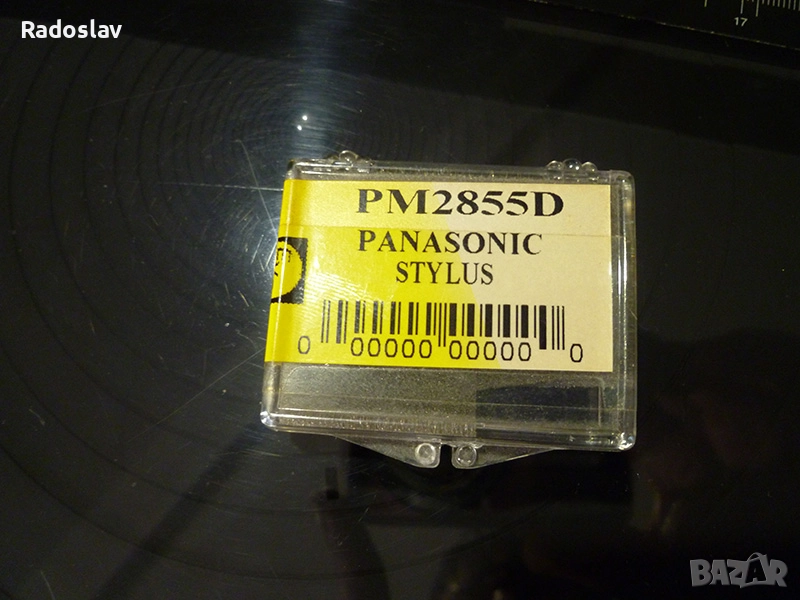 Radoslav
17
PM2855D
PANASONIC
STYLUS
0 00000 00000 0
BAZAR